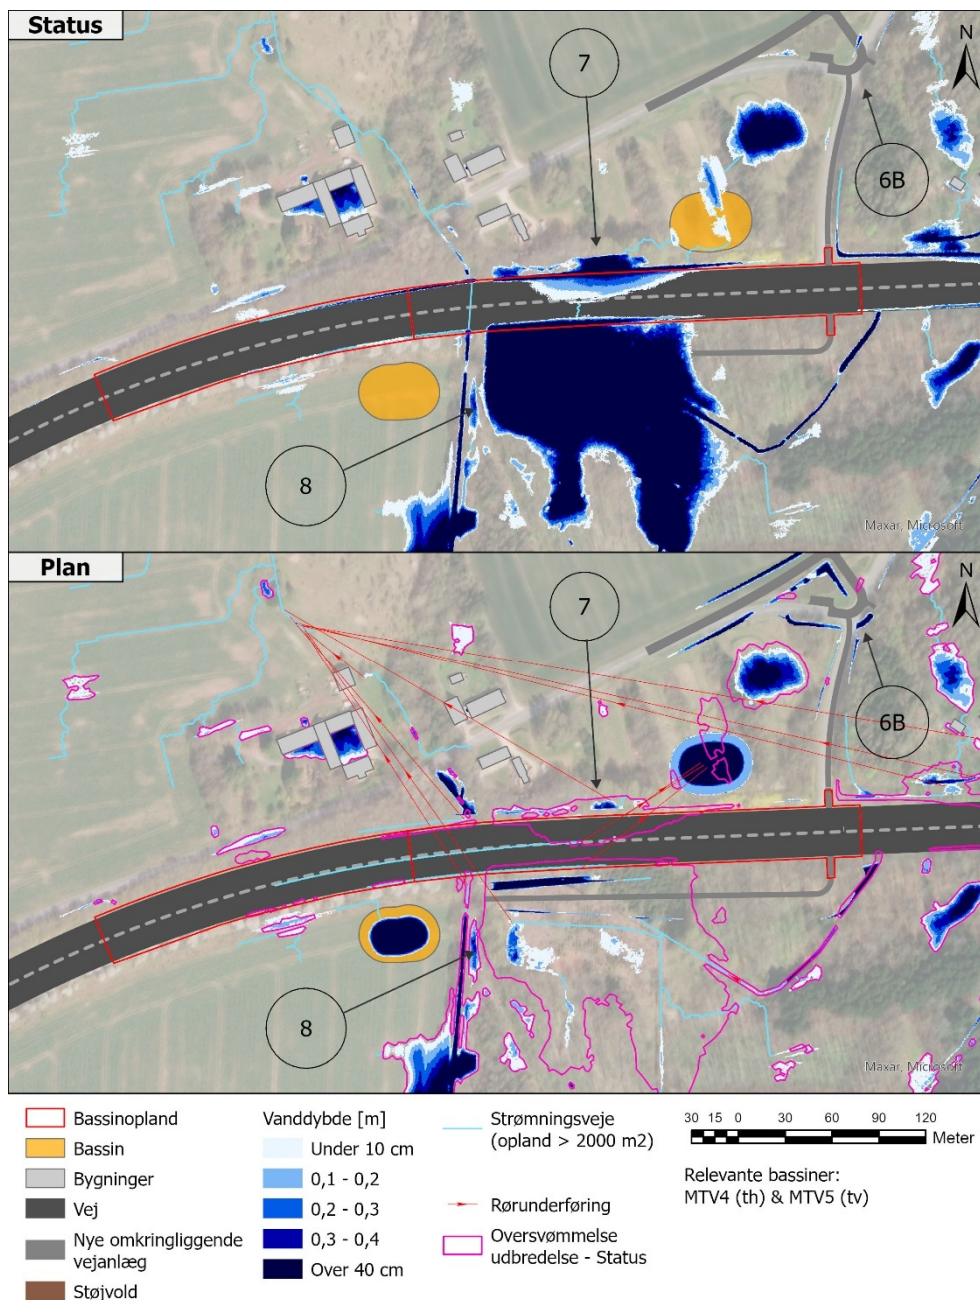 Status
N
7
6B
8
Maxar, Microsoft
Plan
N
7
6B
8
Maxar, Microsoft
Bassinopland
Bassin
Bygninger
Vej
Nye omkringliggende
vejanlæg
Støjvold
Vanddybde [m]
Under 10 cm
0,1 - 0,2
0,2 - 0,3
0,3 - 0,4
Over 40 cm
Strømningsveje
(opland > 2000 m2)
Rørunderføring
Oversvømmelse
udbredelse - Status
30 15 0 30 60 90 120
Meter
Relevante bassiner:
MTV4 (th) & MTV5 (tv)